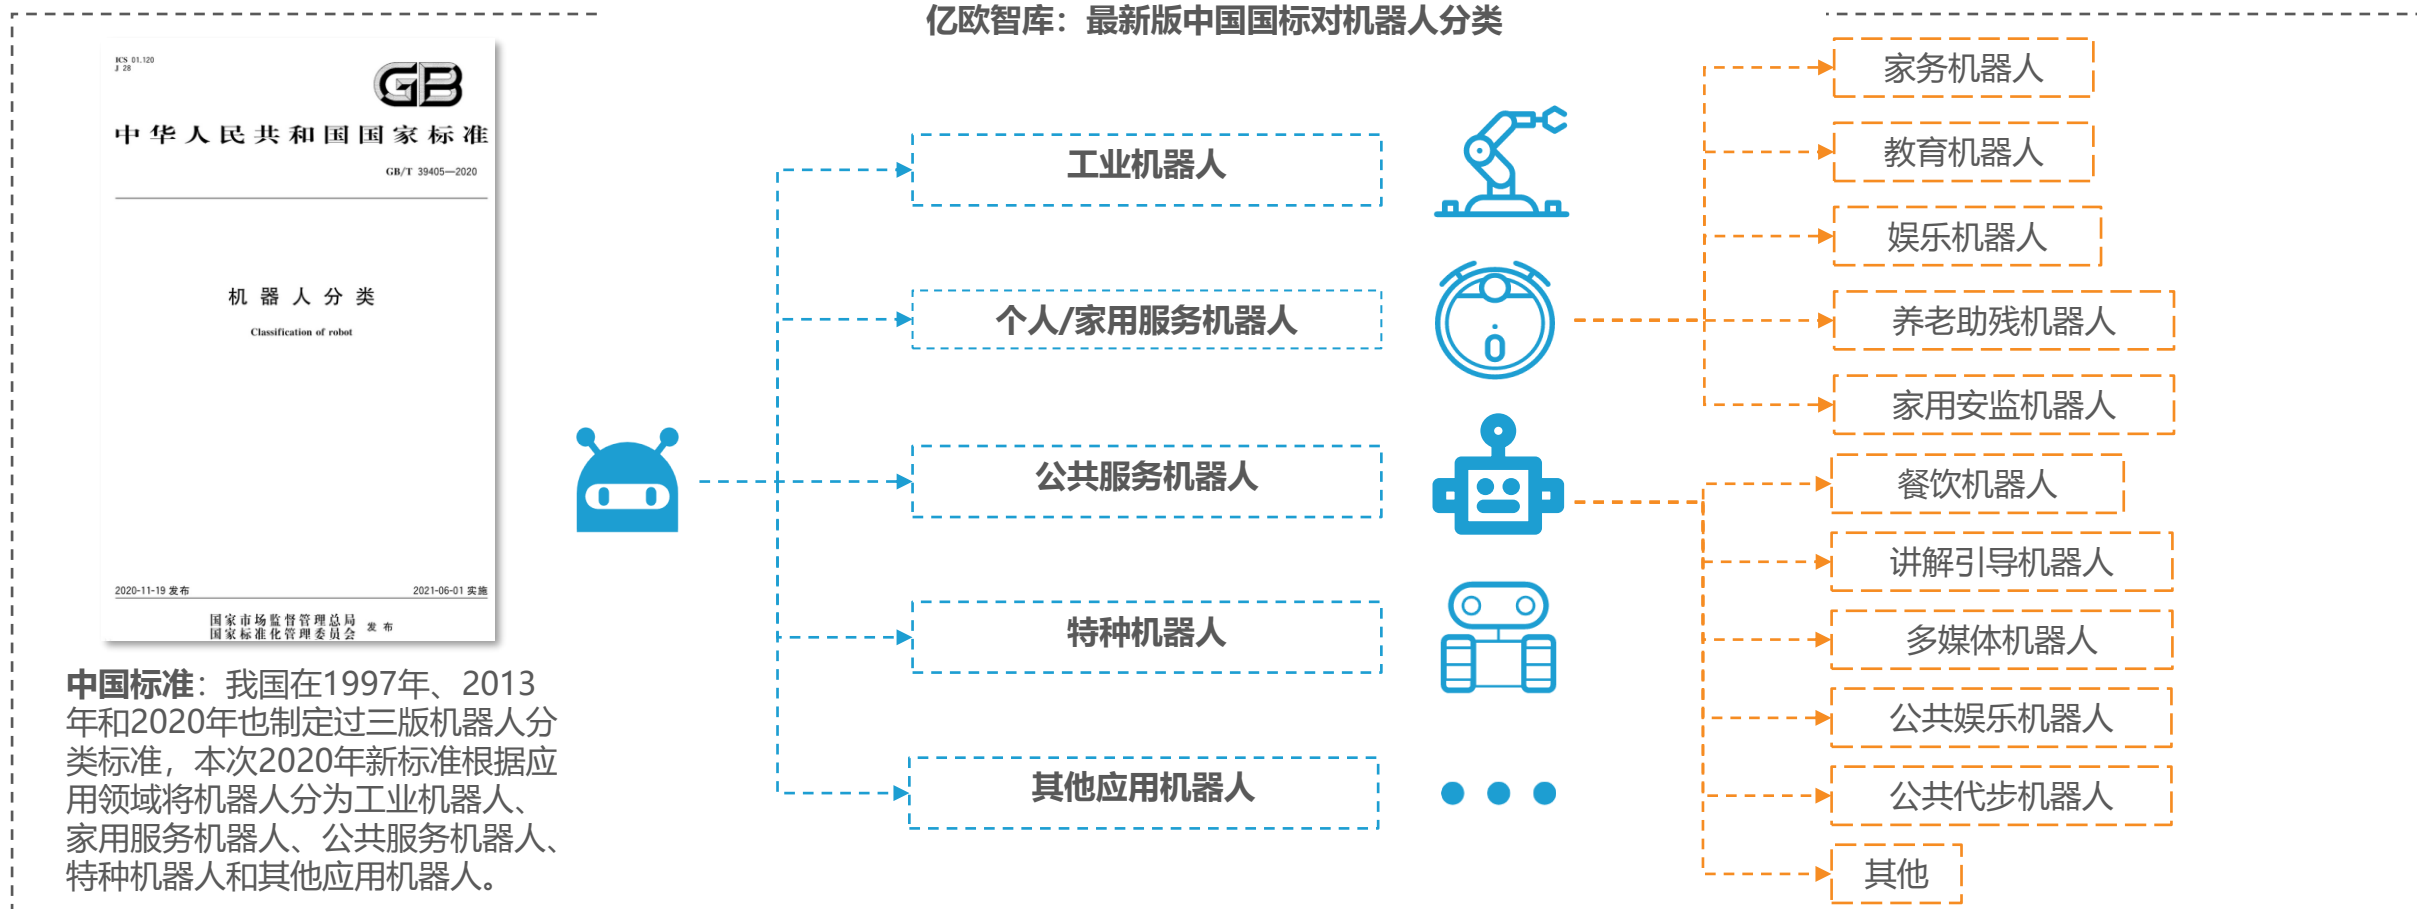 亿欧智库：最新版中国国标对机器人分类
ICS 01.120
J 28
GB
中华人民共和国国家标准
GB/T 39405—2020
机器人分类
Classification of robot
2020-11-19 发布
2021-06-01 实施
国家市场监督管理总局
国家标准化管理委员会
发布
中国标准：我国在1997年、2013
年和2020年也制定过三版机器人分
类标准，本次2020年新标准根据应
用领域将机器人分为工业机器人、
家用服务机器人、公共服务机器人、
特种机器人和其他应用机器人。
工业机器人
个人/家用服务机器人
公共服务机器人
特种机器人
其他应用机器人
家务机器人
教育机器人
娱乐机器人
养老助残机器人
家用安监机器人
餐饮机器人
讲解引导机器人
多媒体机器人
公共娱乐机器人
公共代步机器人
其他